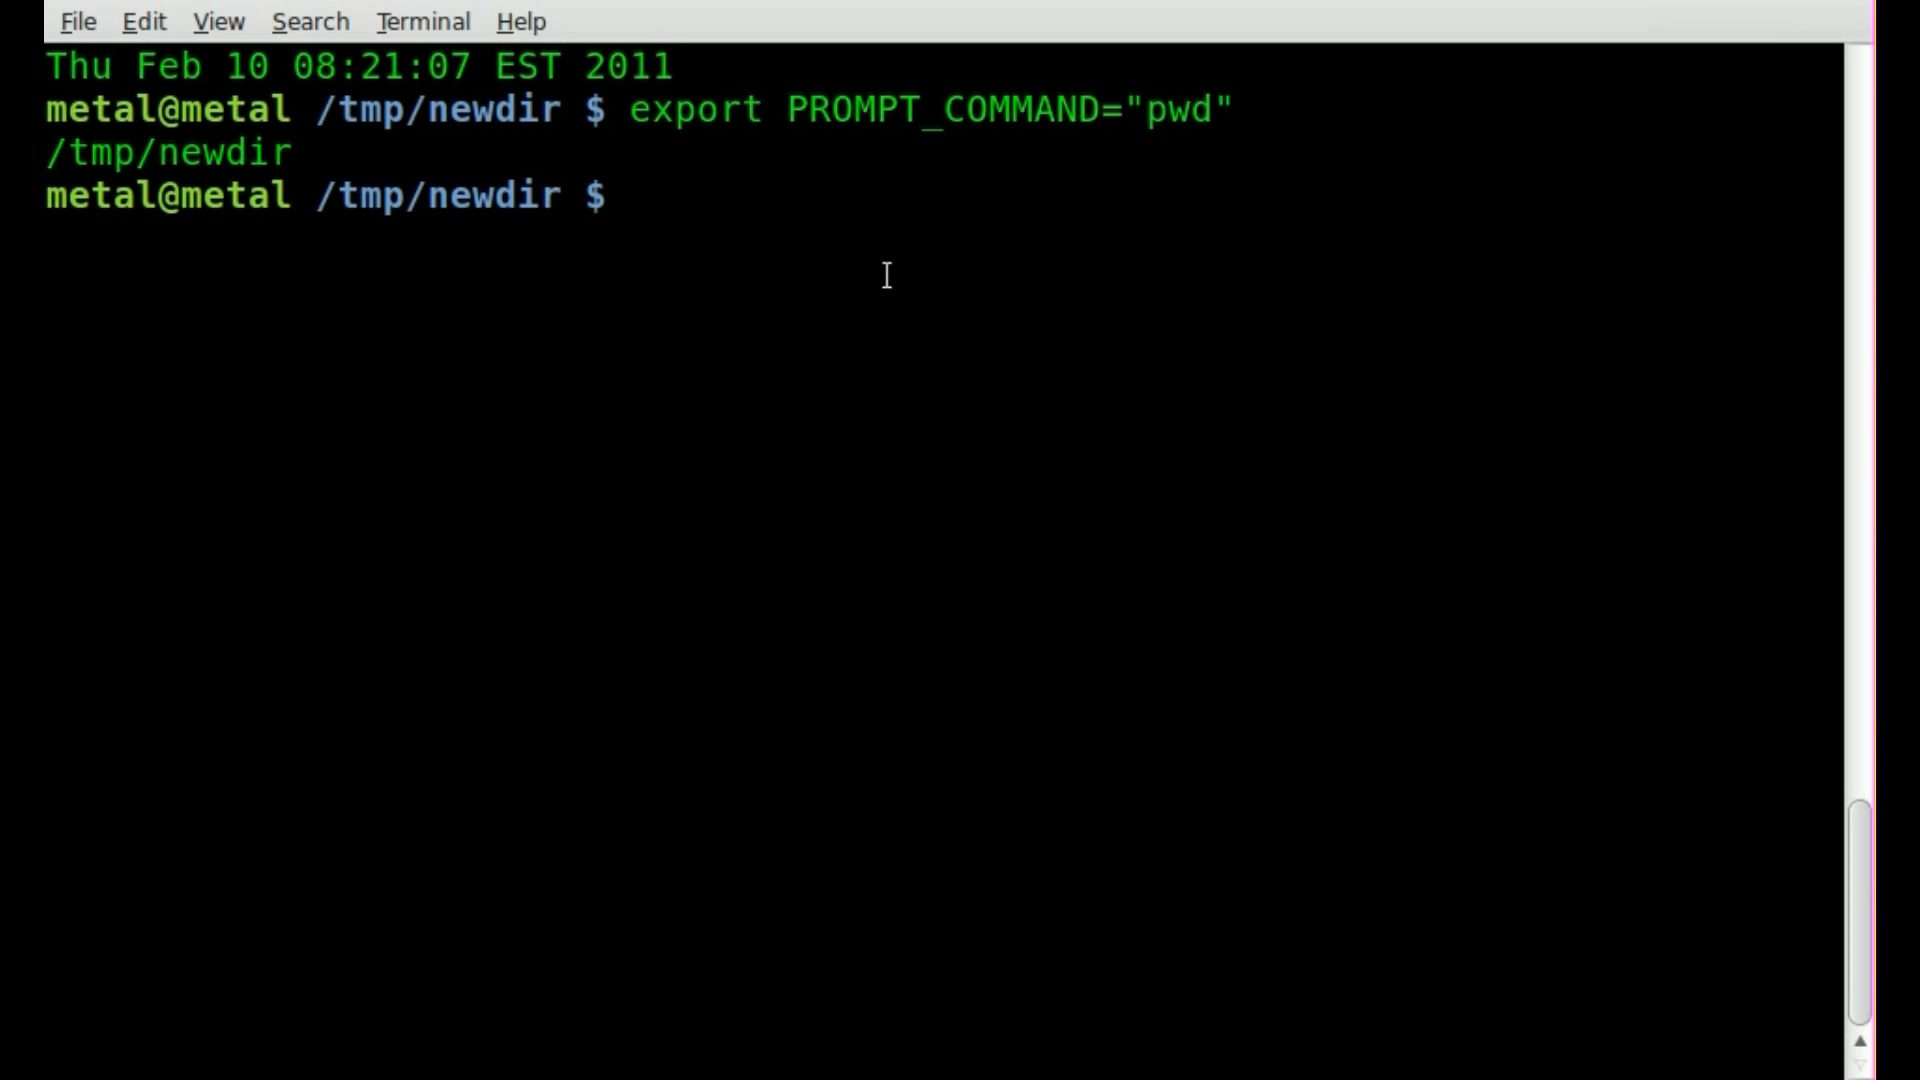 File Edit View Search Terminal Help
Thu Feb 10 08:21:07 EST 2011
metal@metal /tmp/newdir $ export PROMPT_COMMAND="pwd"
/tmp/newdir
metal@metal /tmp/newdir $